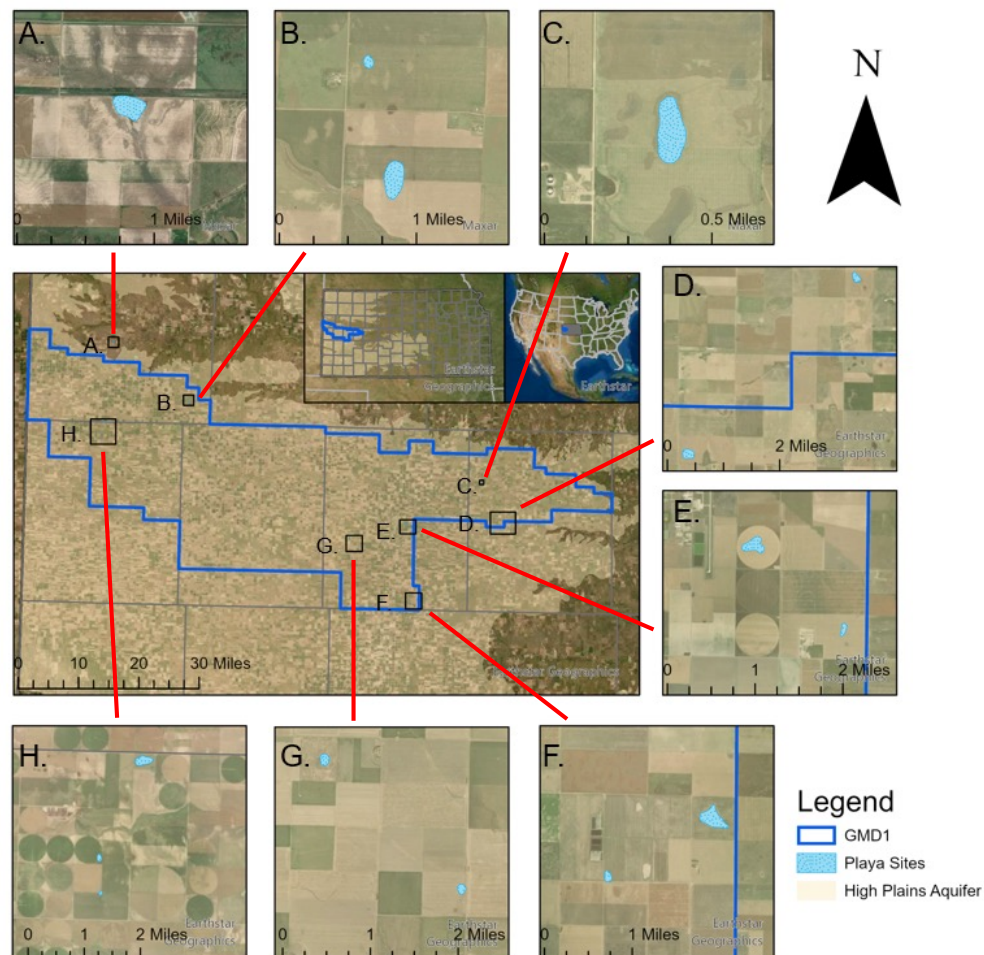 A.
0
1 Miles
Maxar
B.
0
1 Miles
Maxar
C.
0
0.5 Miles
Maxar
N
A.
B.
H.
C.
D.
E.
G.
F.
0
10
20
30 Miles
Earthstar Geographics
Earthstar
Geographics
Earthstar
D.
0
2 Miles
Earthstar
Geographics
E.
0
1
2 Miles
Earthstar
Geographics
H.
0
1
2 Miles
Earthstar
Geographics
G.
0
1
2 Miles
Earthstar
Geographics
F.
0
1 Miles
Earthstar
Geographics
Legend
GMD1
Playa Sites
High Plains Aquifer